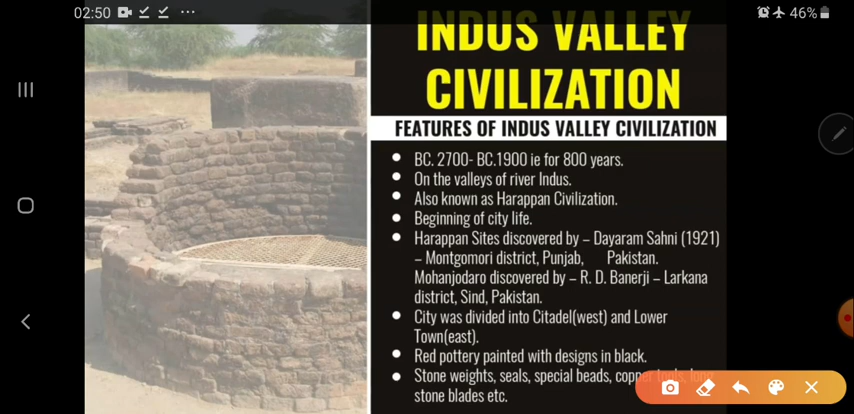 02:50
46%
INDUS VALLEY
CIVILIZATION
FEATURES OF INDUS VALLEY CIVILIZATION
BC. 2700- BC.1900 ie for 800 years.
On the valleys of river Indus.
Also known as Harappan Civilization.
Beginning of city life.
Harappan Sites discovered by – Dayaram Sahni (1921)
– Montgomori district, Punjab, Pakistan.
Mohanjodaro discovered by – R. D. Banerji – Larkana
district, Sind, Pakistan.
City was divided into Citadel(west) and Lower
Town(east).
Red pottery painted with designs in black.
Stone weights, seals, special beads, copper tools, long
stone blades etc.